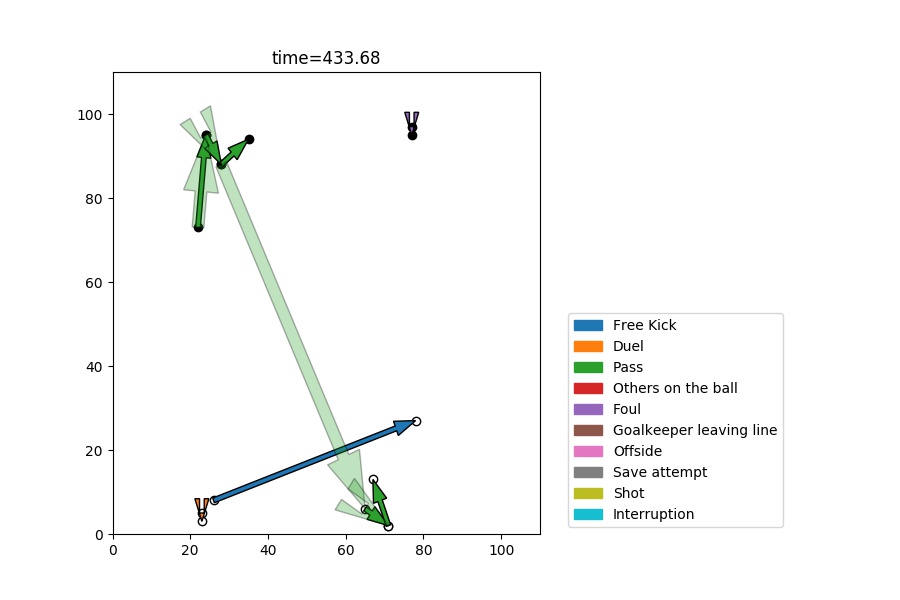 time=433.68
100
80
60
40
20
0
0 20 40 60 80 100
Free Kick
Duel
Pass
Others on the ball
Foul
Goalkeeper leaving line
Offside
Save attempt
Shot
Interruption